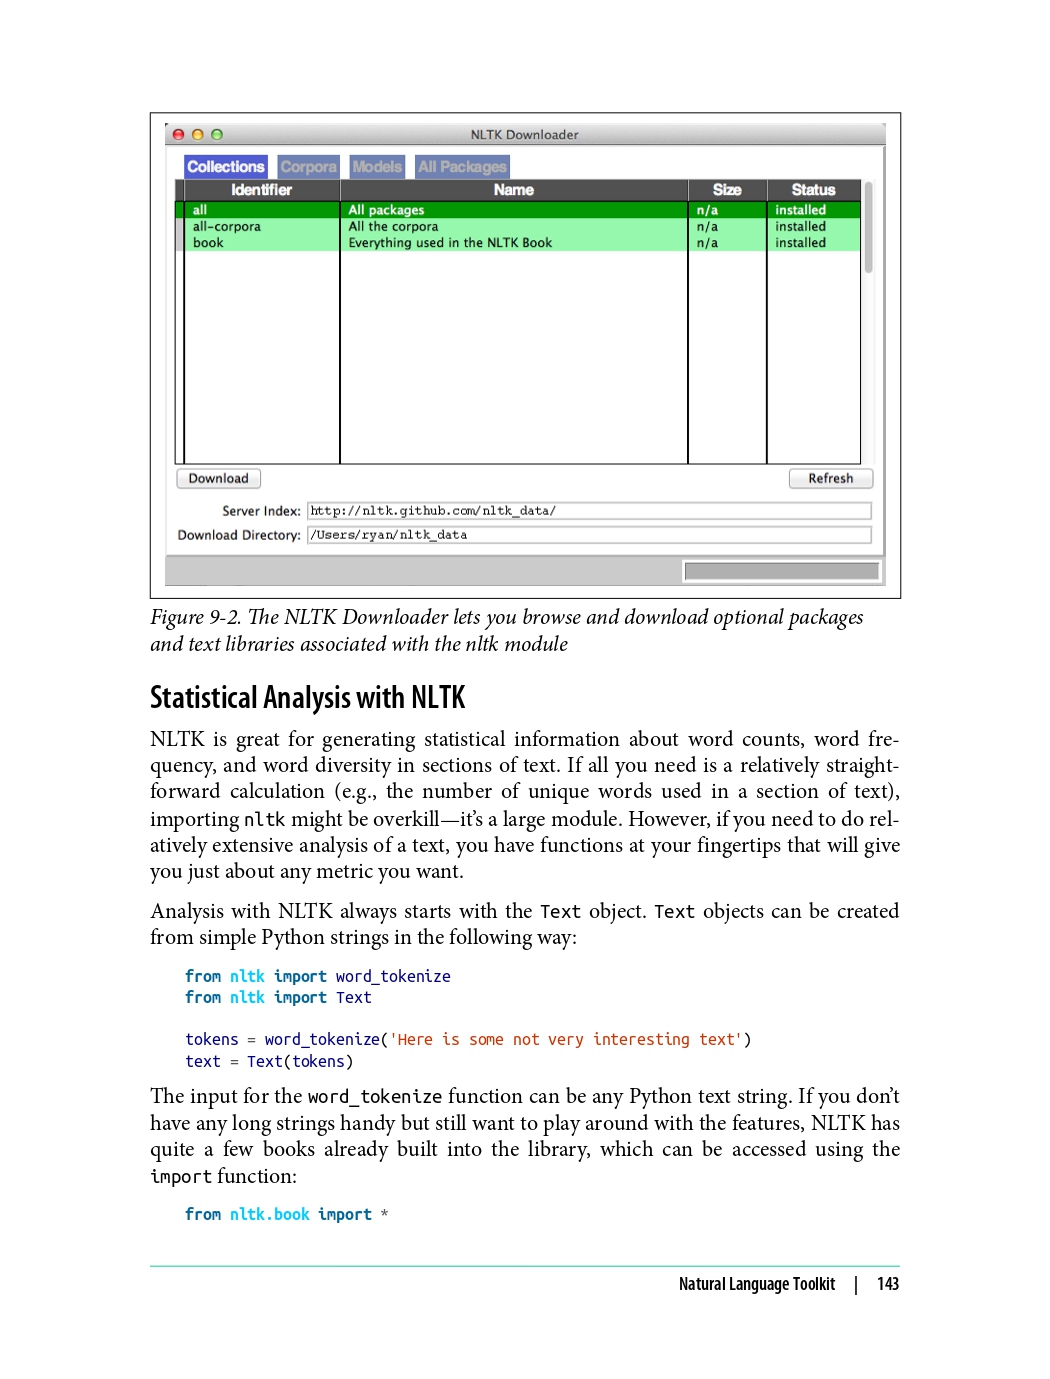 NLTK Downloader
Collections Corpora Models All Packages
Identifier Name Size Status
all All packages n/a installed
all-corpora All the corpora n/a installed
book Everything used in the NLTK Book n/a installed
Download Refresh
Server Index: http://nltk.github.com/nltk_data/
Download Directory: /Users/ryan/nltk_data
Figure 9-2. The NLTK Downloader lets you browse and download optional packages
and text libraries associated with the nltk module
Statistical Analysis with NLTK
NLTK is great for generating statistical information about word counts, word fre-
quency, and word diversity in sections of text. If all you need is a relatively straight-
forward calculation (e.g., the number of unique words used in a section of text),
importing nltk might be overkill—it’s a large module. However, if you need to do rel-
atively extensive analysis of a text, you have functions at your fingertips that will give
you just about any metric you want.
Analysis with NLTK always starts with the Text object. Text objects can be created
from simple Python strings in the following way:
from nltk import word_tokenize
from nltk import Text
tokens = word_tokenize('Here is some not very interesting text')
text = Text(tokens)
The input for the word_tokenize function can be any Python text string. If you don’t
have any long strings handy but still want to play around with the features, NLTK has
quite a few books already built into the library, which can be accessed using the
import function:
from nltk.book import *
Natural Language Toolkit | 143